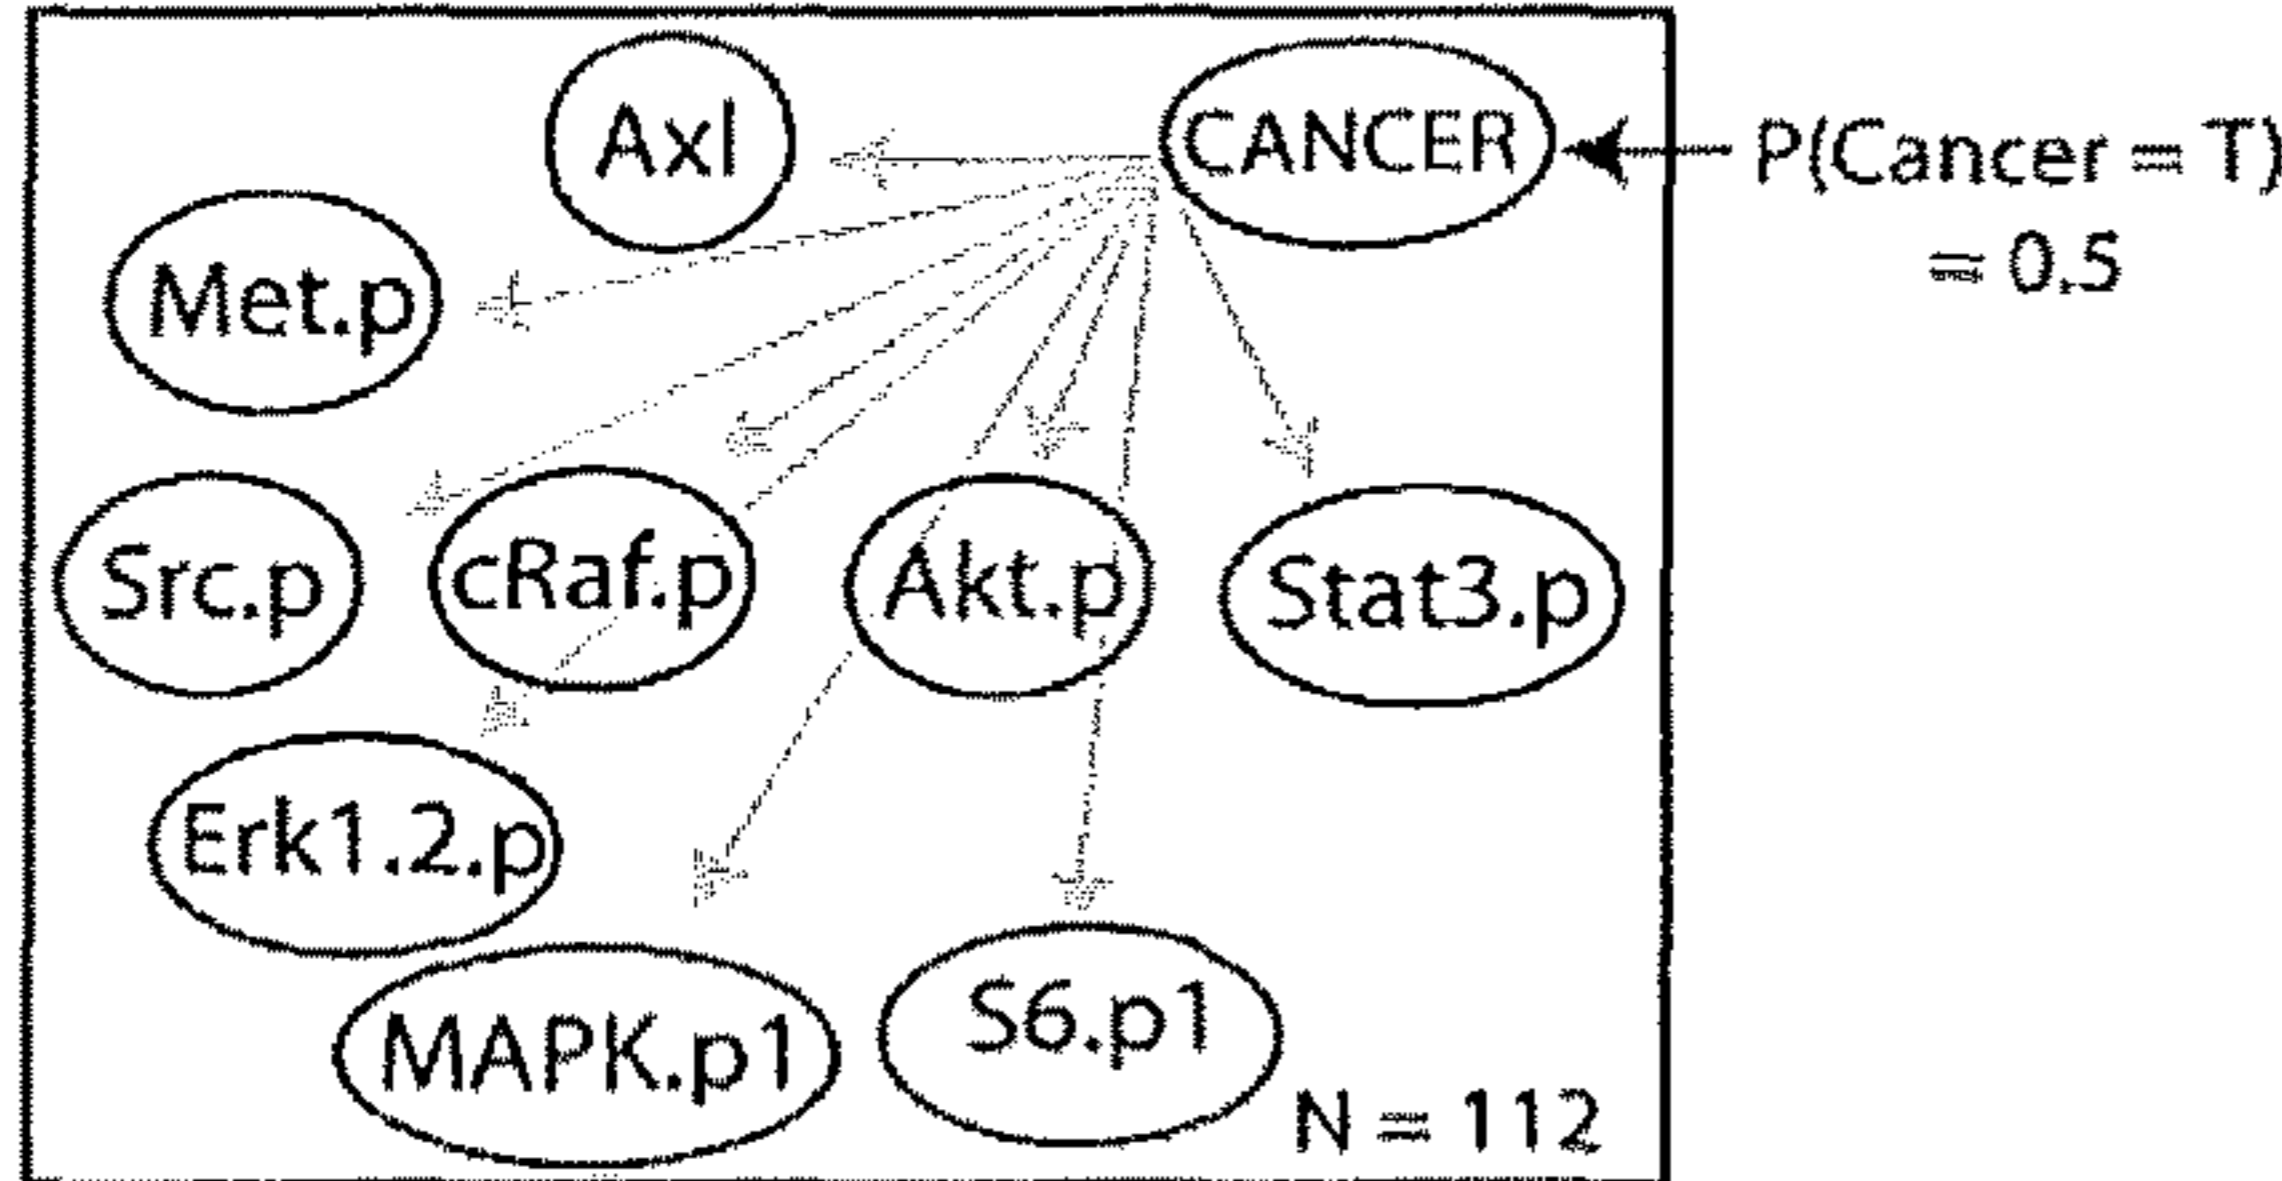 Axl
CANCER
P(Cancer = T)
= 0.5
Met.p
Src.p
cRaf.p
Akt.p
Stat3.p
Erk1.2.p
MAPK.p1
S6.p1
N = 112